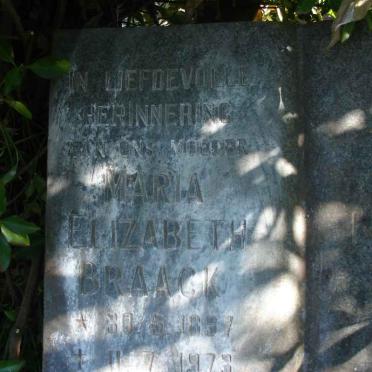 IN LIEFDEVOLLE
HERINNERING
AAN ONS MOEDER
MARIA
ELIZABETH
BRAACK
* 30 6 1897
† 11 7 1973